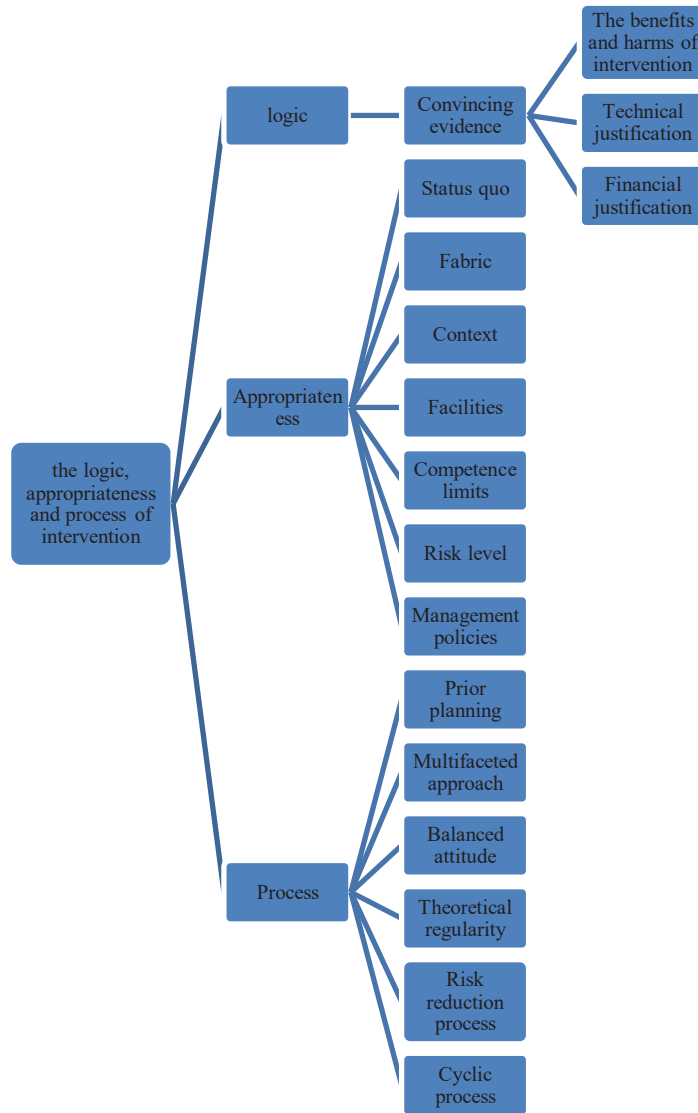 The benefits
and harms of
intervention
logic
Convincing
evidence
Technical
justification
Financial
justification
Status quo
Fabric
Context
Appropriaten
ess
Facilities
Competence
limits
Risk level
Management
policies
the logic,
appropriateness
and process of
intervention
Prior
planning
Multifaceted
approach
Balanced
attitude
Process
Theoretical
regularity
Risk
reduction
process
Cyclic
process